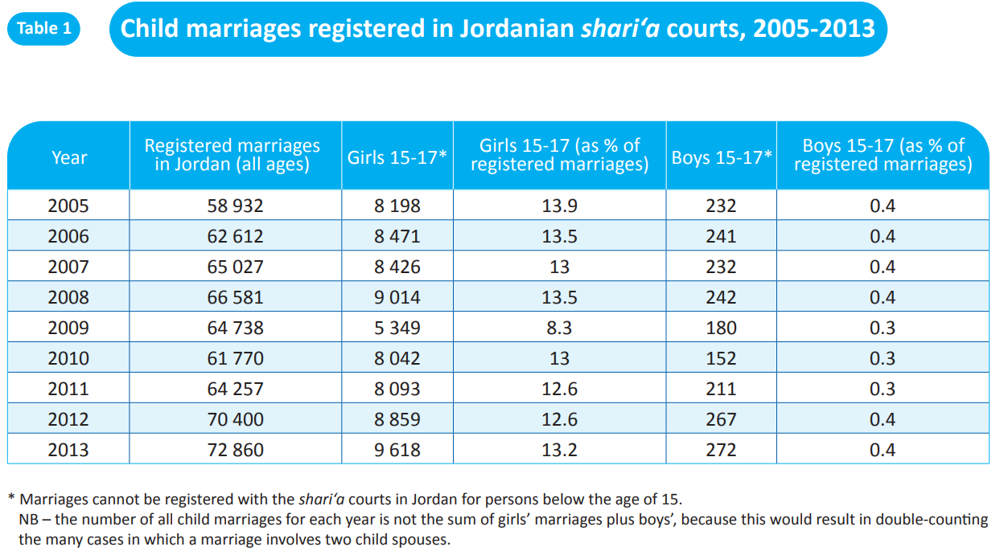 Table 1
Child marriages registered in Jordanian shari‘a courts, 2005-2013
Year
Registered marriages
in Jordan (all ages)
Girls 15-17*
Girls 15-17 (as % of
registered marriages)
Boys 15-17*
Boys 15-17 (as % of
registered marriages)
2005 58 932 8 198 13.9 232 0.4
2006 62 612 8 471 13.5 241 0.4
2007 65 027 8 426 13 232 0.4
2008 66 581 9 014 13.5 242 0.4
2009 64 738 5 349 8.3 180 0.3
2010 61 770 8 042 13 152 0.3
2011 64 257 8 093 12.6 211 0.3
2012 70 400 8 859 12.6 267 0.4
2013 72 860 9 618 13.2 272 0.4
* Marriages cannot be registered with the shari‘a courts in Jordan for persons below the age of 15.
NB – the number of all child marriages for each year is not the sum of girls’ marriages plus boys’, because this would result in double-counting
the many cases in which a marriage involves two child spouses.